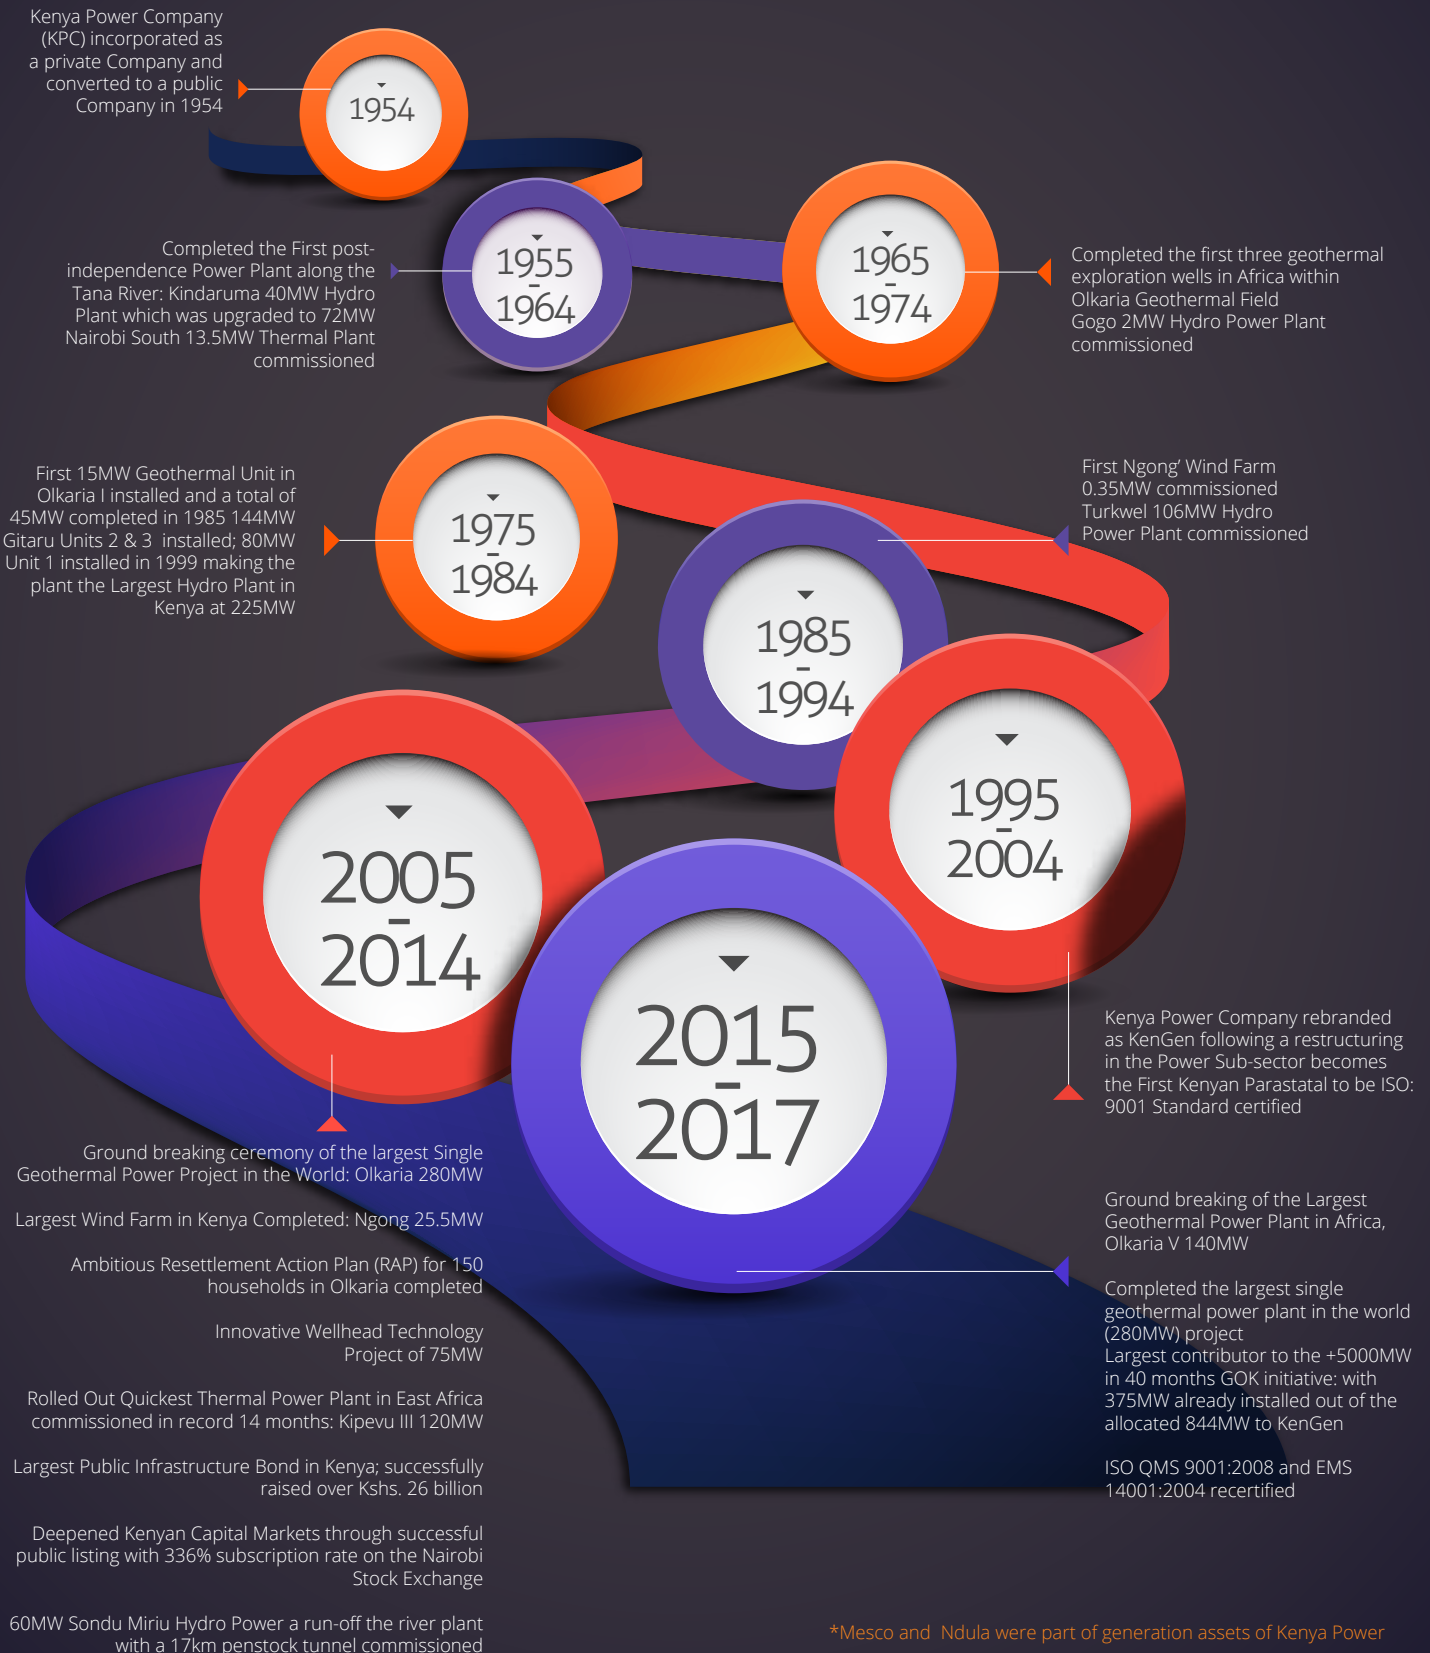 Kenya Power Company
(KPC) incorporated as
a private Company and
converted to a public
Company in 1954
1954
Completed the First post-
independence Power Plant along the
Tana River: Kindaruma 40MW Hydro
Plant which was upgraded to 72MW
Nairobi South 13.5MW Thermal Plant
commissioned
1955
-
1964
1965
-
1974
Completed the first three geothermal
exploration wells in Africa within
Olkaria Geothermal Field
Gogo 2MW Hydro Power Plant
commissioned
First 15MW Geothermal Unit in
Olkaria I installed and a total of
45MW completed in 1985 144MW
Gitaru Units 2 & 3 installed; 80MW
Unit 1 installed in 1999 making the
plant the Largest Hydro Plant in
Kenya at 225MW
1975
-
1984
First Ngong’ Wind Farm
0.35MW commissioned
Turkwel 106MW Hydro
Power Plant commissioned
1985
-
1994
1995
-
2004
Kenya Power Company rebranded
as KenGen following a restructuring
in the Power Sub-sector becomes
the First Kenyan Parastatal to be ISO:
9001 Standard certified
2005
-
2014
Ground breaking ceremony of the largest Single
Geothermal Power Project in the World: Olkaria 280MW
Largest Wind Farm in Kenya Completed: Ngong 25.5MW
Ambitious Resettlement Action Plan (RAP) for 150
households in Olkaria completed
Innovative Wellhead Technology
Project of 75MW
Rolled Out Quickest Thermal Power Plant in East Africa
commissioned in record 14 months: Kipevu III 120MW
Largest Public Infrastructure Bond in Kenya; successfully
raised over Kshs. 26 billion
Deepened Kenyan Capital Markets through successful
public listing with 336% subscription rate on the Nairobi
Stock Exchange
60MW Sondu Miriu Hydro Power a run-off the river plant
with a 17km penstock tunnel commissioned
2015
-
2017
Ground breaking of the Largest
Geothermal Power Plant in Africa,
Olkaria V 140MW
Completed the largest single
geothermal power plant in the world
(280MW) project
Largest contributor to the +5000MW
in 40 months GOK initiative: with
375MW already installed out of the
allocated 844MW to KenGen
ISO QMS 9001:2008 and EMS
14001:2004 recertified
*Mesco and Ndula were part of generation assets of Kenya Power